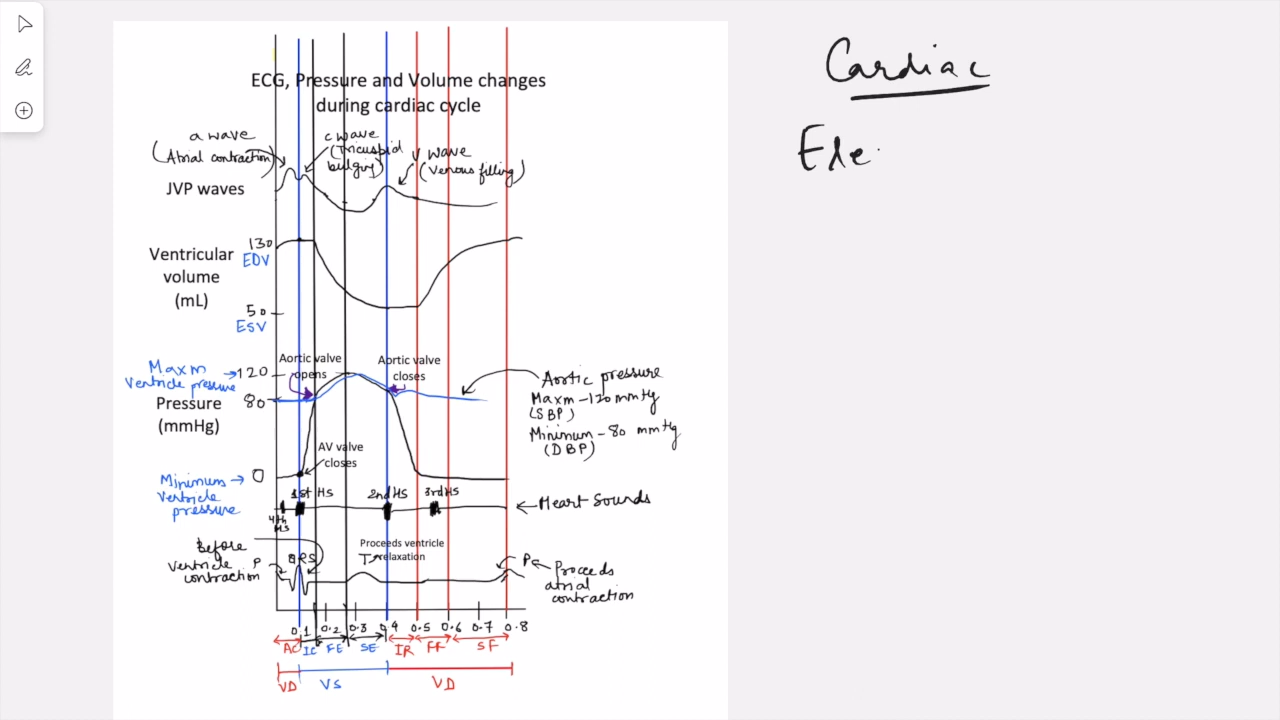 Cardiac
Ele
ECG, Pressure and Volume changes
during cardiac cycle
a wave
(Atrial contraction)
c wave
(Tricuspid
bulging)
V wave
(Venous filling)
JVP waves
130
EDV
Ventricular
volume
(mL)
50
ESV
Maxm
Ventricle pressure
120
Aortic valve
opens
Aortic valve
closes
80
Pressure
(mmHg)
Aortic pressure
Maxm - 120 mmHg
(SBP)
Minimum - 80 mmHg
(DBP)
AV valve
closes
0
Minimum
Ventricle
pressure
1st HS
2nd HS
3rd HS
4th
HS
Heart Sounds
Before
Ventricle
contraction
P
QRS
Proceeds ventricle
relaxation
T
P
Proceeds
atrial
contraction
0.1 0.2 0.3 0.4 0.5 0.6 0.7 0.8
AC IC FE SE IR FF SF
VD VS VD